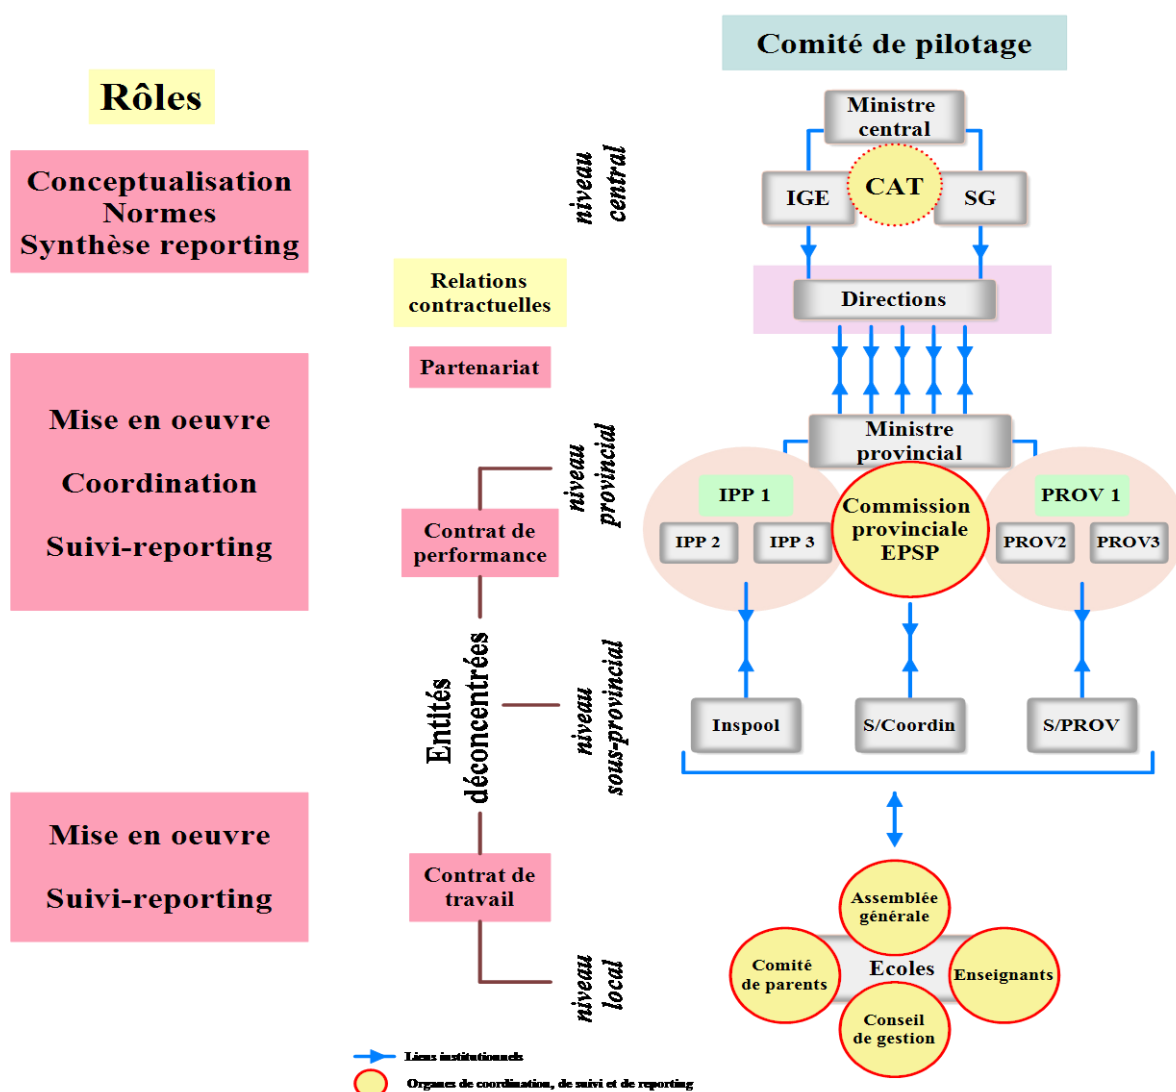 Comité de pilotage
Rôles
Ministre
central
niveau
central
Conceptualisation
Normes
Synthèse reporting
IGE
CAT
SG
Relations
contractuelles
Directions
Partenariat
Mise en oeuvre
Coordination
Suivi-reporting
Ministre
provincial
niveau
provincial
IPP 1
PROV 1
Commission
provinciale
EPSP
IPP 2
IPP 3
PROV2
PROV3
Contrat de
performance
Entités
déconcentrées
niveau
sous-provincial
Inspool
S/Coordin
S/PROV
Mise en oeuvre
Suivi-reporting
Contrat de
travail
niveau
local
Assemblée
générale
Comité
de parents
Ecoles
Enseignants
Conseil
de gestion
Liens institutionnels
Organes de coordination, de suivi et de reporting